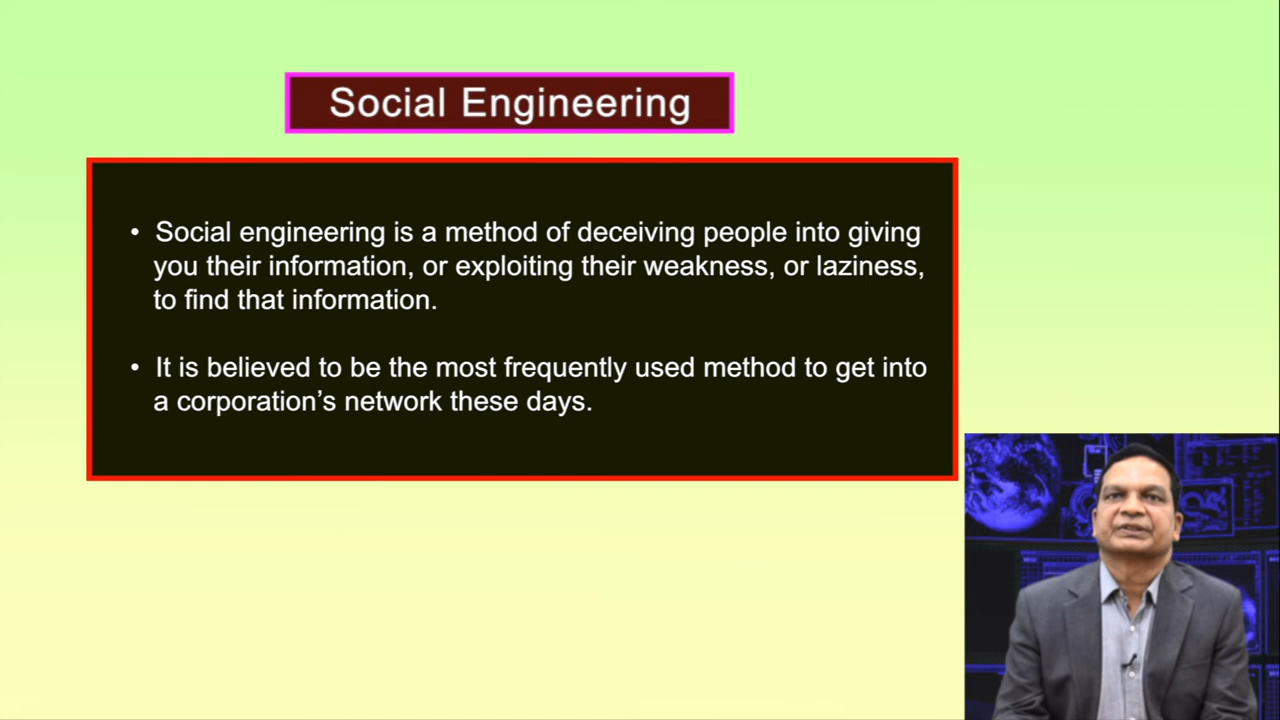 Social Engineering
• Social engineering is a method of deceiving people into giving
you their information, or exploiting their weakness, or laziness,
to find that information.
• It is believed to be the most frequently used method to get into
a corporation’s network these days.